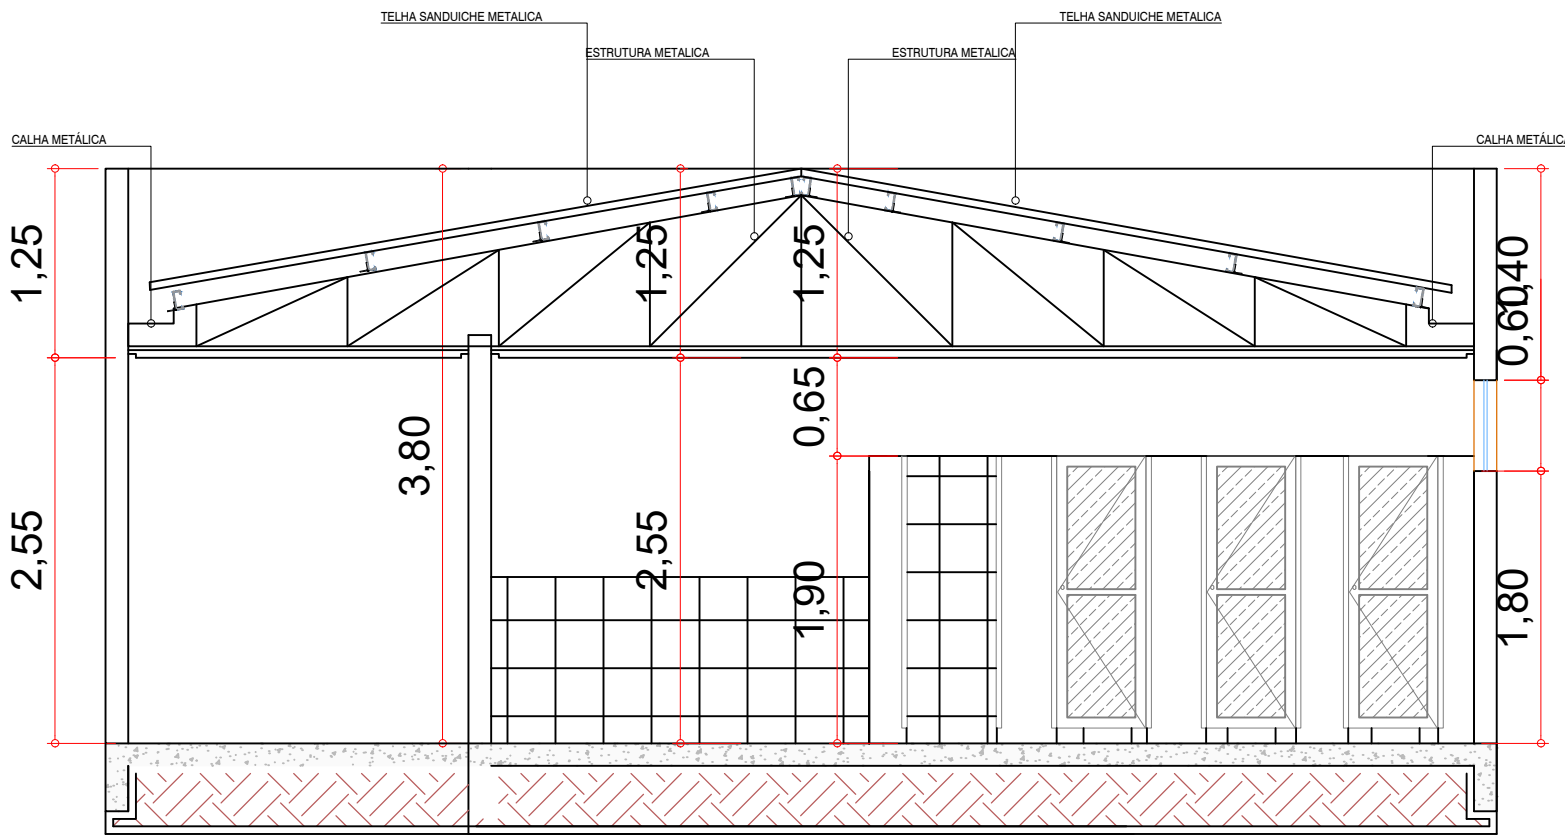 TELHA SANDUICHE METALICA
TELHA SANDUICHE METALICA
ESTRUTURA METALICA
ESTRUTURA METALICA
CALHA METÁLICA
CALHA METÁLICA
1,25
1,25
1,25
1,40
0,60
0,65
3,80
2,55
2,55
1,90
1,80